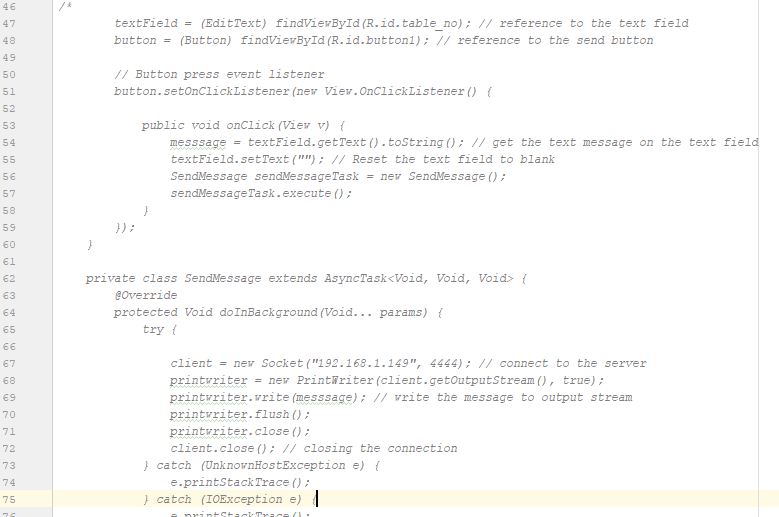 46 /*
47 textField = (EditText) findViewById(R.id.table_no); // reference to the text field
48 button = (Button) findViewById(R.id.button1); // reference to the send button
49
50 // Button press event listener
51 button.setOnClickListener(new View.OnClickListener() {
52
53 public void onClick(View v) {
54 messsage = textField.getText().toString(); // get the text message on the text field
55 textField.setText(""); // Reset the text field to blank
56 SendMessage sendMessageTask = new SendMessage();
57 sendMessageTask.execute();
58 }
59 });
60 }
61
62 private class SendMessage extends AsyncTask<Void, Void, Void> {
63 @Override
64 protected Void doInBackground(Void... params) {
65 try {
66
67 client = new Socket("192.168.1.149", 4444); // connect to the server
68 printwriter = new PrintWriter(client.getOutputStream(), true);
69 printwriter.write(messsage); // write the message to output stream
70 printwriter.flush();
71 printwriter.close();
72 client.close(); // closing the connection
73 } catch (UnknownHostException e) {
74 e.printStackTrace();
75 } catch (IOException e) {
76 e.printStackTrace();